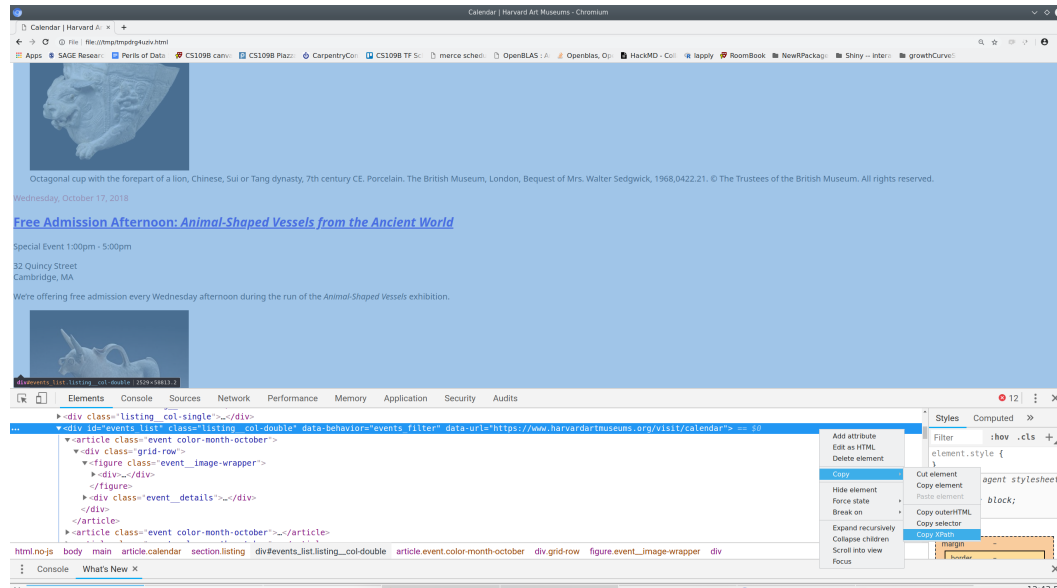 Calendar | Harvard Art Museums - Chromium
Calendar | Harvard Ar × +
File | file:///tmp/tmpdrg4uziv.html
Apps SAGE Researc Perils of Data CS109B canva CS109B Piazz CarpentryCon CS109B TF Sc merce schedu OpenBLAS : A Openblas, Op HackMD - Col lapply RoomBook NewRPackage Shiny -- intera growthCurveS
Octagonal cup with the forepart of a lion, Chinese, Sui or Tang dynasty, 7th century CE. Porcelain. The British Museum, London, Bequest of Mrs. Walter Sedgwick, 1968,0422.21. © The Trustees of the British Museum. All rights reserved.
Wednesday, October 17, 2018
Free Admission Afternoon: Animal-Shaped Vessels from the Ancient World
Special Event 1:00pm - 5:00pm
32 Quincy Street
Cambridge, MA
We're offering free admission every Wednesday afternoon during the run of the Animal-Shaped Vessels exhibition.
div#events_list.listing__col-double | 2529×58813.2
Elements Console Sources Network Performance Memory Application Security Audits 12
<div class="listing__col-single">…</div>
<div id="events_list" class="listing__col-double" data-behavior="events_filter" data-url="https://www.harvardartmuseums.org/visit/calendar"> == $0
<article class="event color-month-october">
<div class="grid-row">
<figure class="event__image-wrapper">
<div>…</div>
</figure>
<div class="event__details">…</div>
</div>
</article>
<article class="event color-month-october">…</article>
Add attribute
Edit as HTML
Delete element
Copy
Hide element
Force state
Break on
Expand recursively
Collapse children
Scroll into view
Focus
Cut element
Copy element
Paste element
Copy outerHTML
Copy selector
Copy XPath
Styles Computed »
Filter :hov .cls +
element.style {
}
agent stylesheet
block;
margin -
border -
html.no-js body main article.calendar section.listing div#events_list.listing__col-double article.event.color-month-october div.grid-row figure.event__image-wrapper div
Console What's New ×